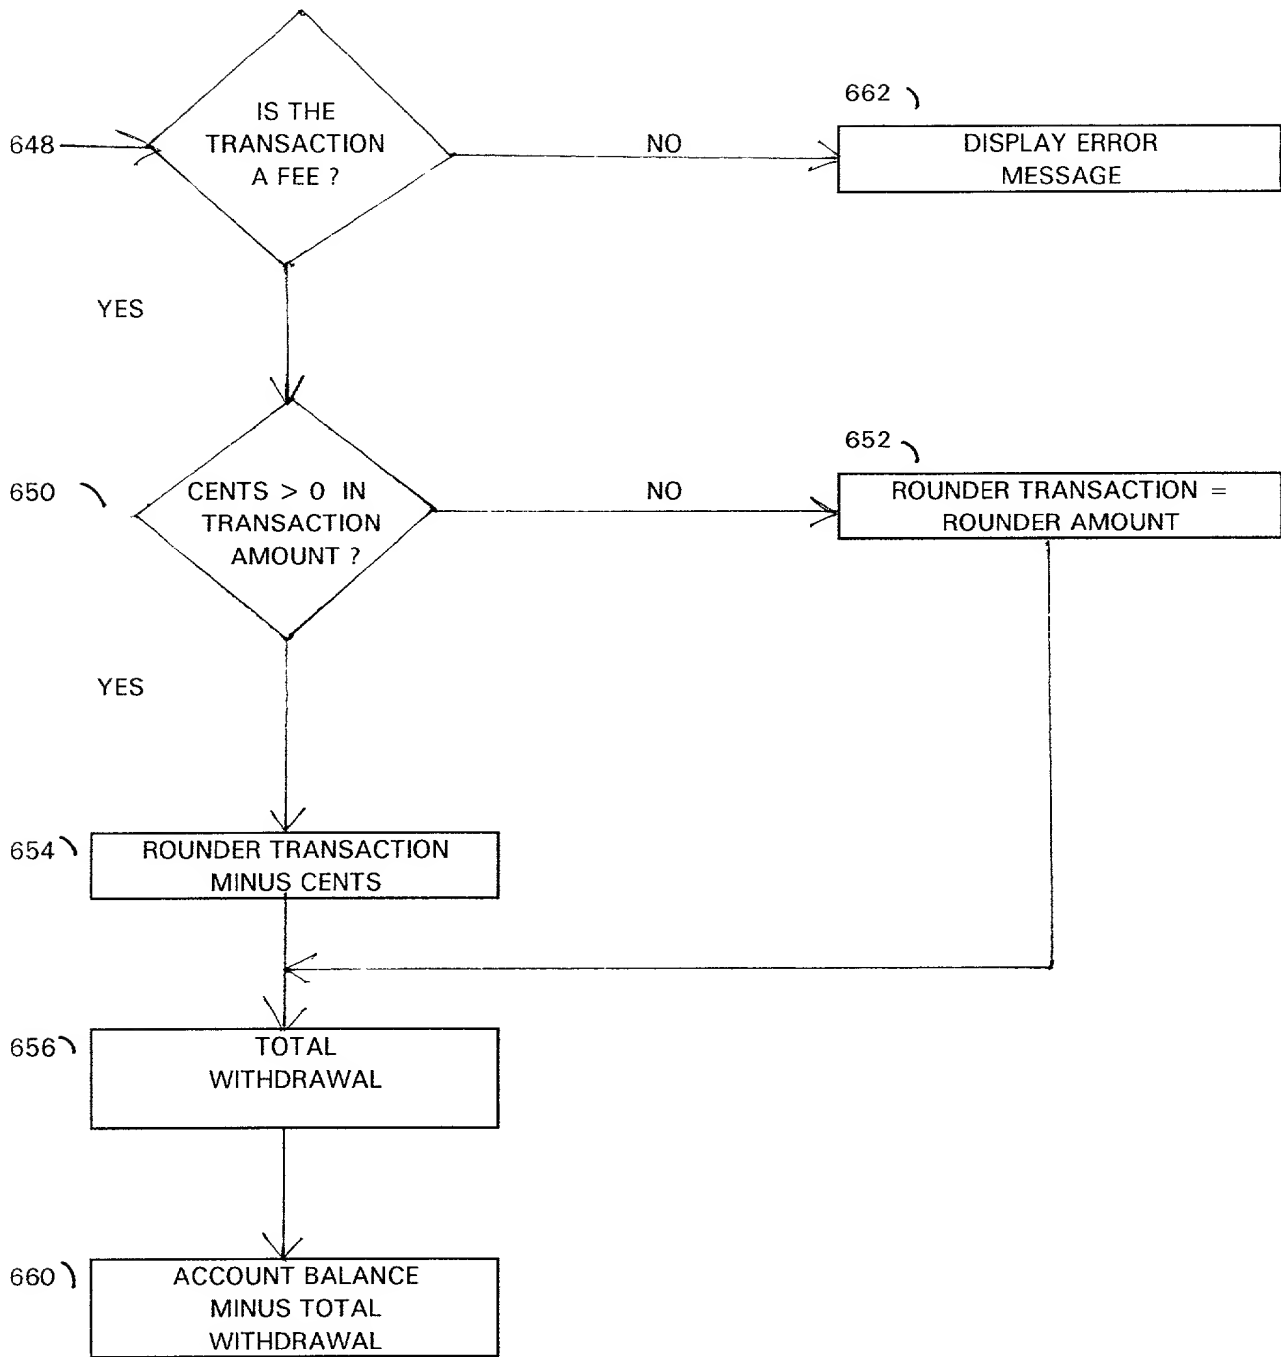 662
IS THE
TRANSACTION
A FEE ?
648
NO
DISPLAY ERROR
MESSAGE
YES
652
650
CENTS > 0 IN
TRANSACTION
AMOUNT ?
NO
ROUNDER TRANSACTION =
ROUNDER AMOUNT
YES
654
ROUNDER TRANSACTION
MINUS CENTS
656
TOTAL
WITHDRAWAL
660
ACCOUNT BALANCE
MINUS TOTAL
WITHDRAWAL